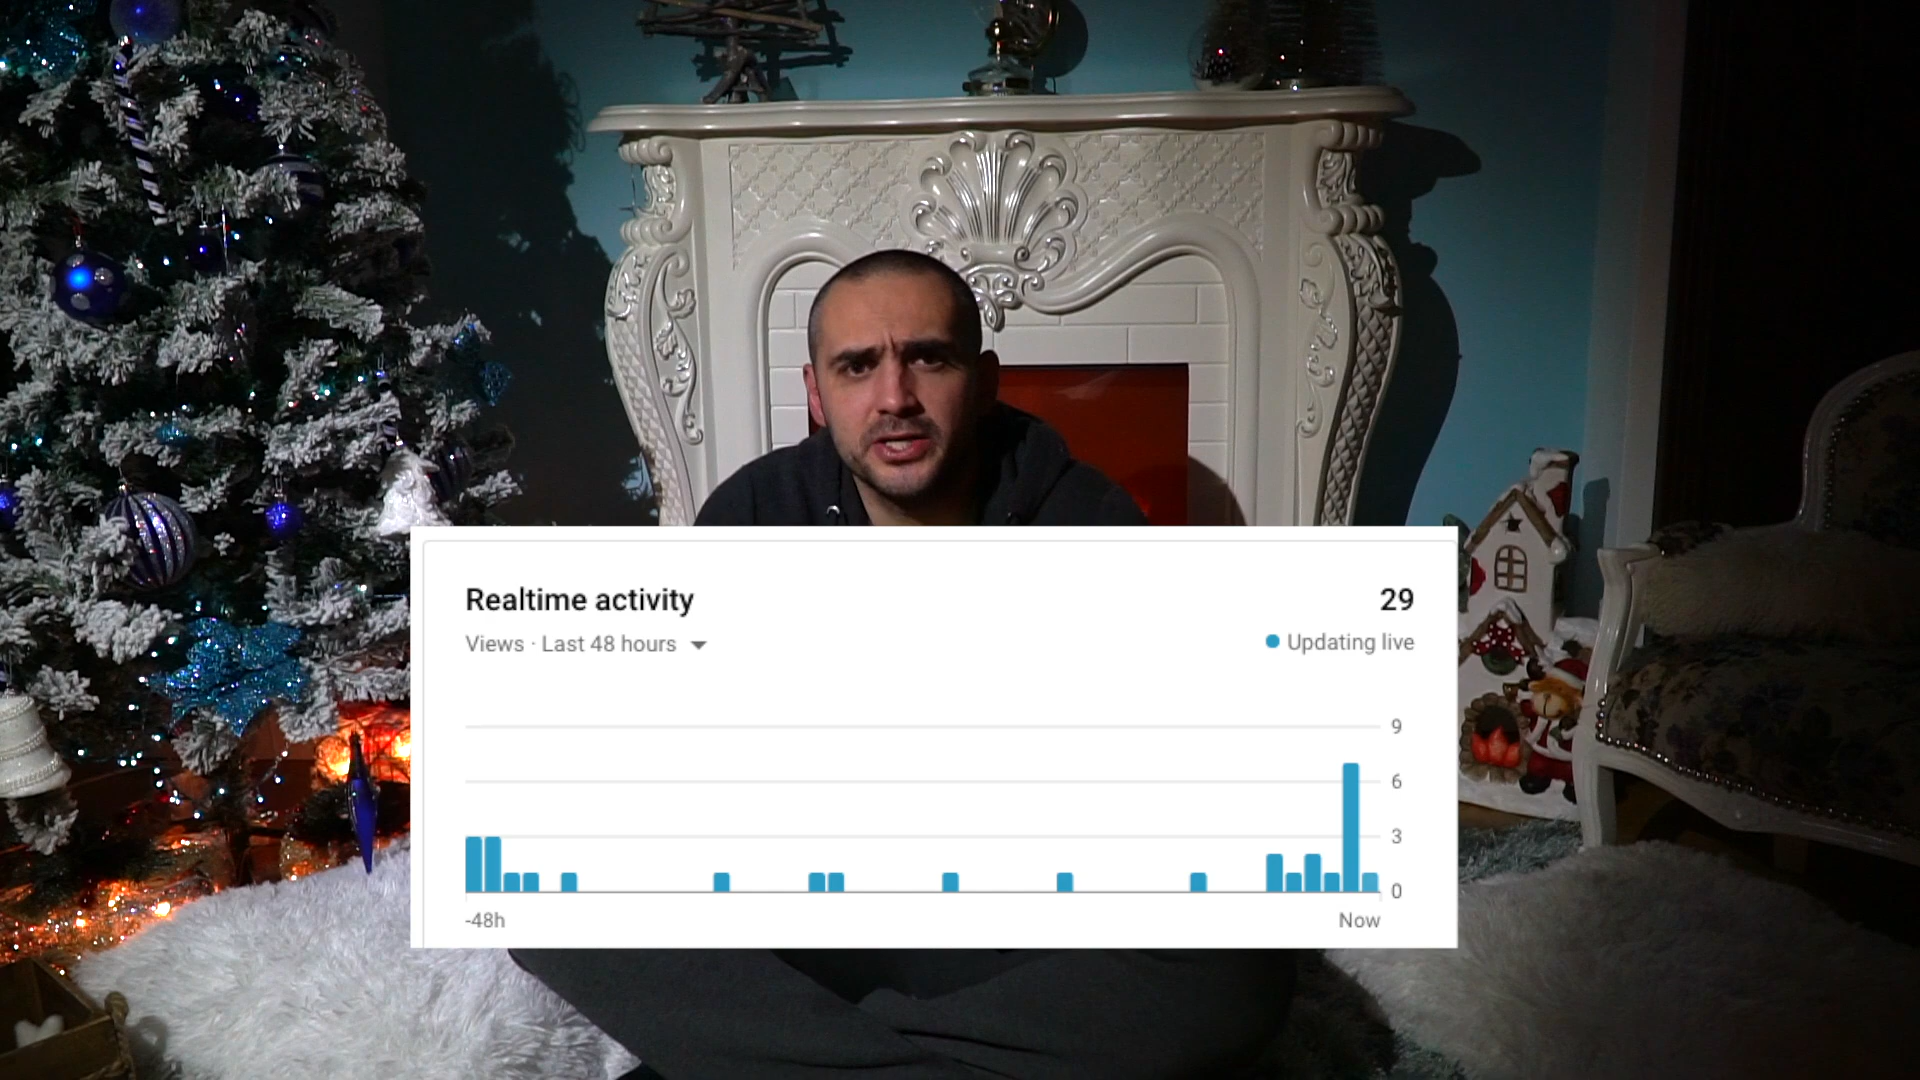 Realtime activity
29
Views · Last 48 hours
Updating live
9
6
3
0
-48h
Now